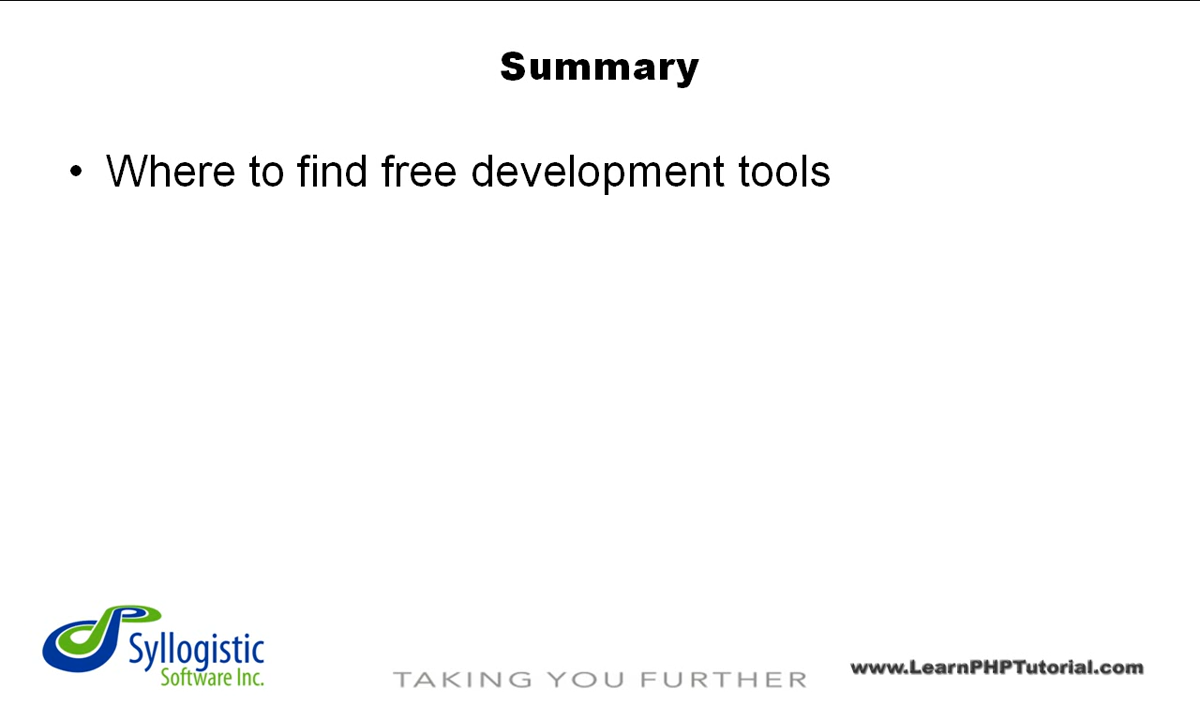 Summary
• Where to find free development tools
Syllogistic
Software Inc.
TAKING YOU FURTHER
www.LearnPHPTutorial.com